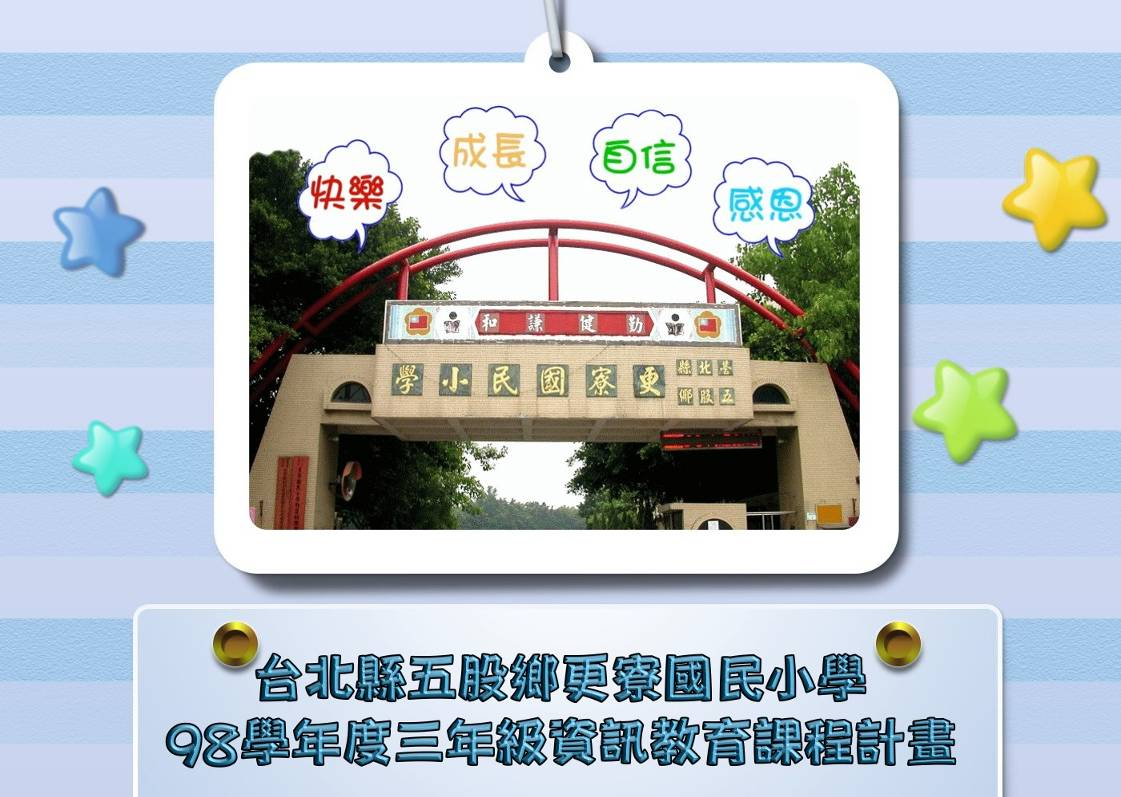 快樂
成長
自信
感恩
勤健謙和
臺北縣
五股鄉
更寮國民小學
台北縣五股鄉更寮國民小學
98學年度三年級資訊教育課程計畫